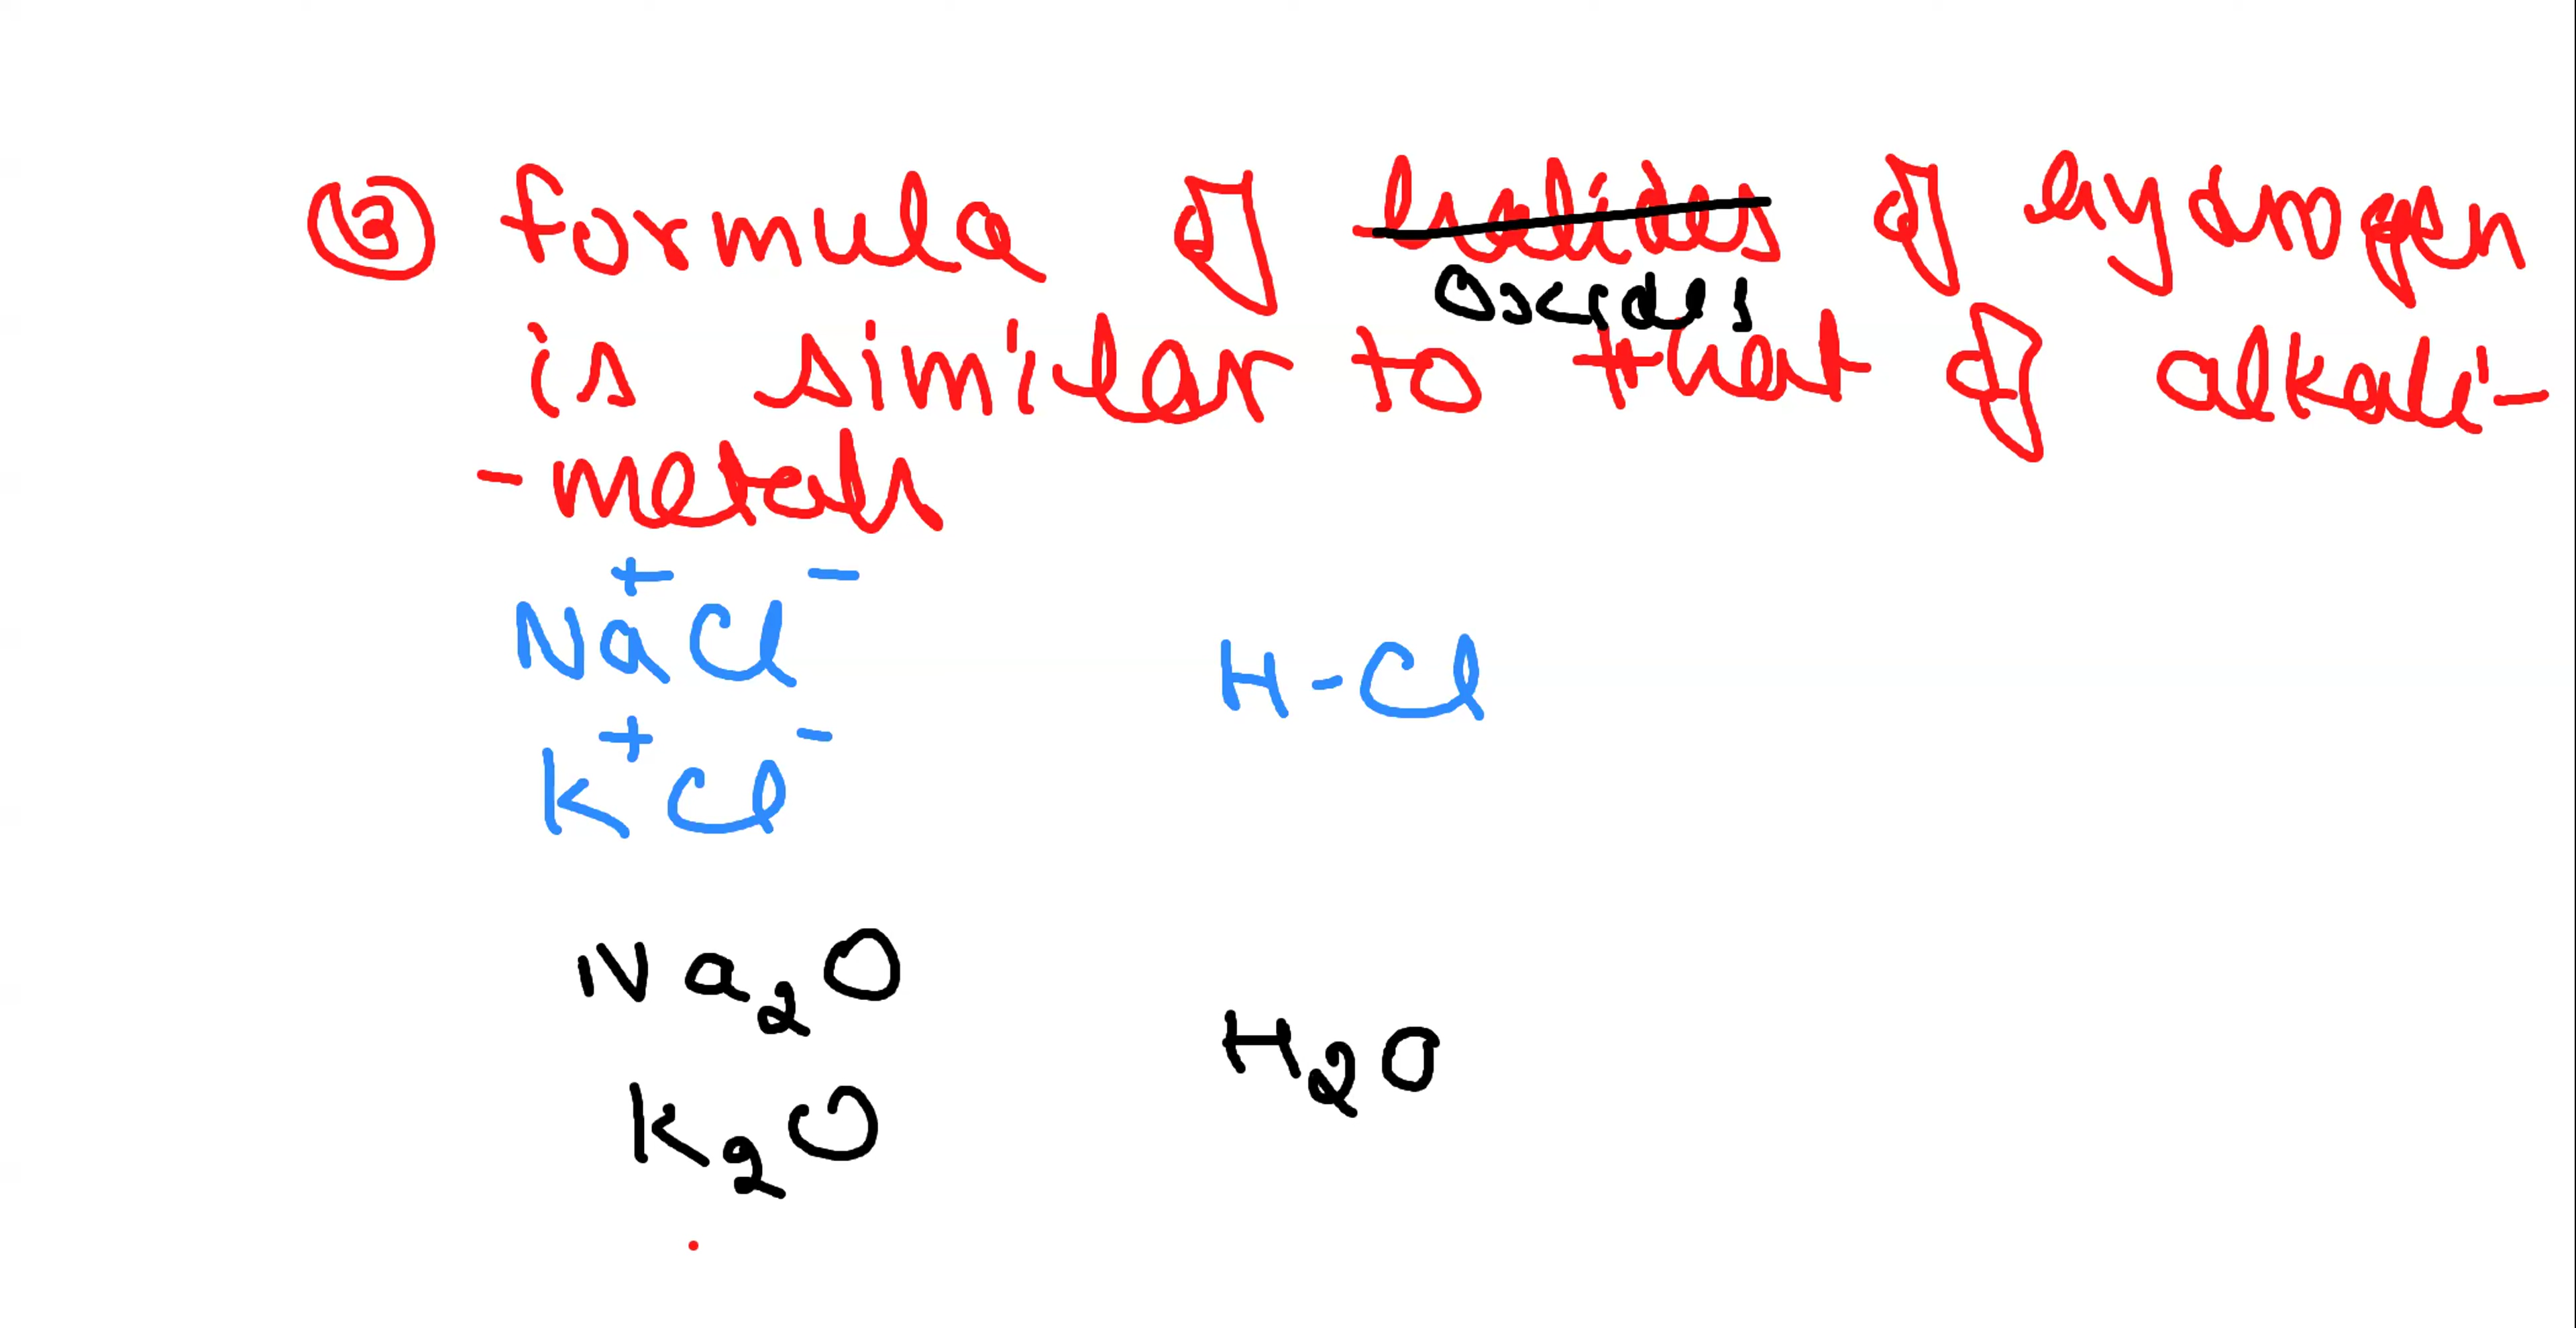 ③ formula of halides of hydrogen
oxides
is similar to that of alkali-
-metals
Na⁺Cl⁻
H-Cl
K⁺Cl⁻
Na₂O
H₂O
K₂O